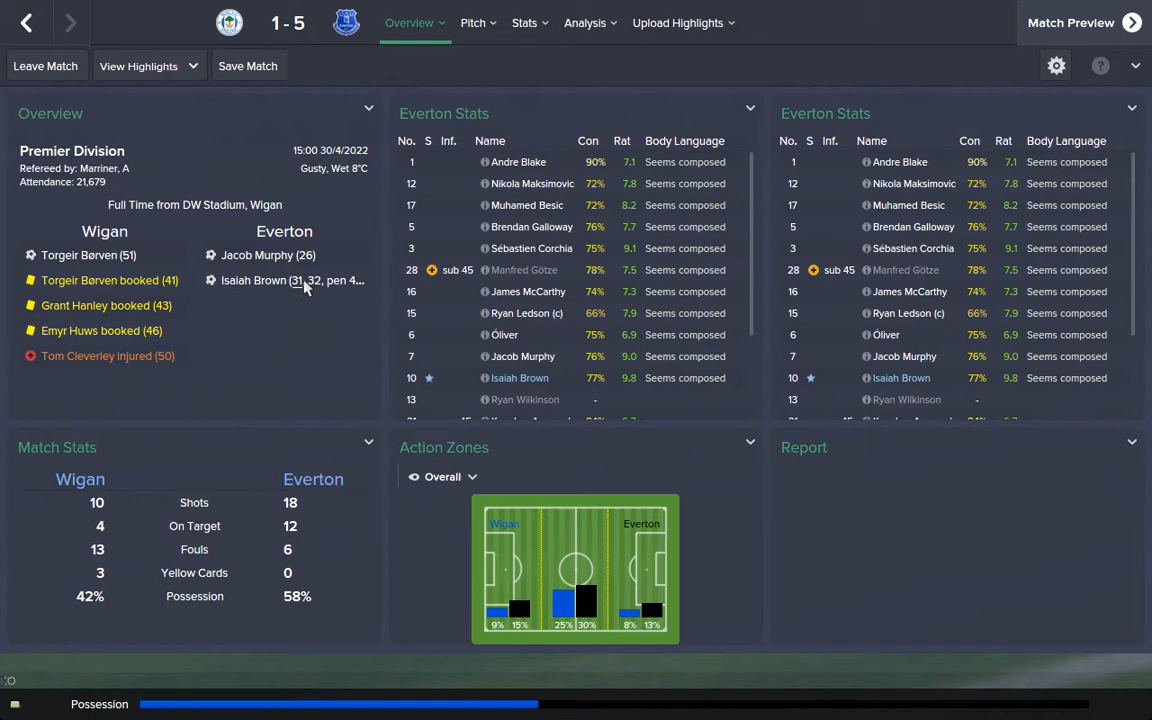 1 - 5
Overview
Pitch
Stats
Analysis
Upload Highlights
Match Preview
Leave Match
View Highlights
Save Match
?
Overview
Premier Division
15:00 30/4/2022
Refereed by: Marriner, A
Gusty, Wet 8°C
Attendance: 21,679
Full Time from DW Stadium, Wigan
Wigan
Everton
Torgeir Børven (51)
Jacob Murphy (26)
Torgeir Børven booked (41)
Isaiah Brown (31, 32, pen 4...
Grant Hanley booked (43)
Emyr Huws booked (46)
Tom Cleverley injured (50)
Everton Stats
No. S Inf. Name Con Rat Body Language
1 Andre Blake 90% 7.1 Seems composed
12 Nikola Maksimovic 72% 7.8 Seems composed
17 Muhamed Besic 72% 8.2 Seems composed
5 Brendan Galloway 76% 7.7 Seems composed
3 Sébastien Corchia 75% 9.1 Seems composed
28 sub 45 Manfred Götze 78% 7.5 Seems composed
16 James McCarthy 74% 7.3 Seems composed
15 Ryan Ledson (c) 66% 7.9 Seems composed
6 Óliver 75% 6.9 Seems composed
7 Jacob Murphy 76% 9.0 Seems composed
10 Isaiah Brown 77% 9.8 Seems composed
13 Ryan Wilkinson -
Everton Stats
No. S Inf. Name Con Rat Body Language
1 Andre Blake 90% 7.1 Seems composed
12 Nikola Maksimovic 72% 7.8 Seems composed
17 Muhamed Besic 72% 8.2 Seems composed
5 Brendan Galloway 76% 7.7 Seems composed
3 Sébastien Corchia 75% 9.1 Seems composed
28 sub 45 Manfred Götze 78% 7.5 Seems composed
16 James McCarthy 74% 7.3 Seems composed
15 Ryan Ledson (c) 66% 7.9 Seems composed
6 Óliver 75% 6.9 Seems composed
7 Jacob Murphy 76% 9.0 Seems composed
10 Isaiah Brown 77% 9.8 Seems composed
13 Ryan Wilkinson -
Match Stats
Wigan Everton
10 Shots 18
4 On Target 12
13 Fouls 6
3 Yellow Cards 0
42% Possession 58%
Action Zones
Overall
Wigan Everton
9% 15% 25% 30% 8% 13%
Report
;O
Possession